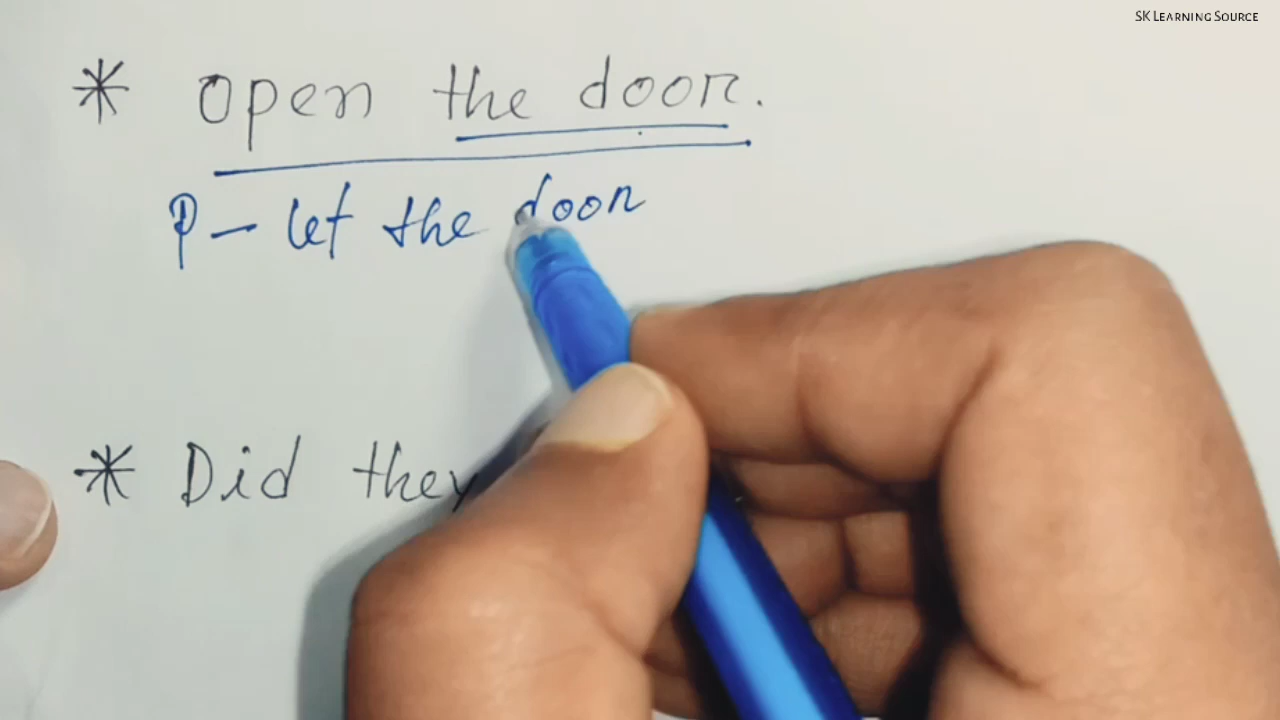 SK Learning Source
* Open the door.
P - let the door
* Did they